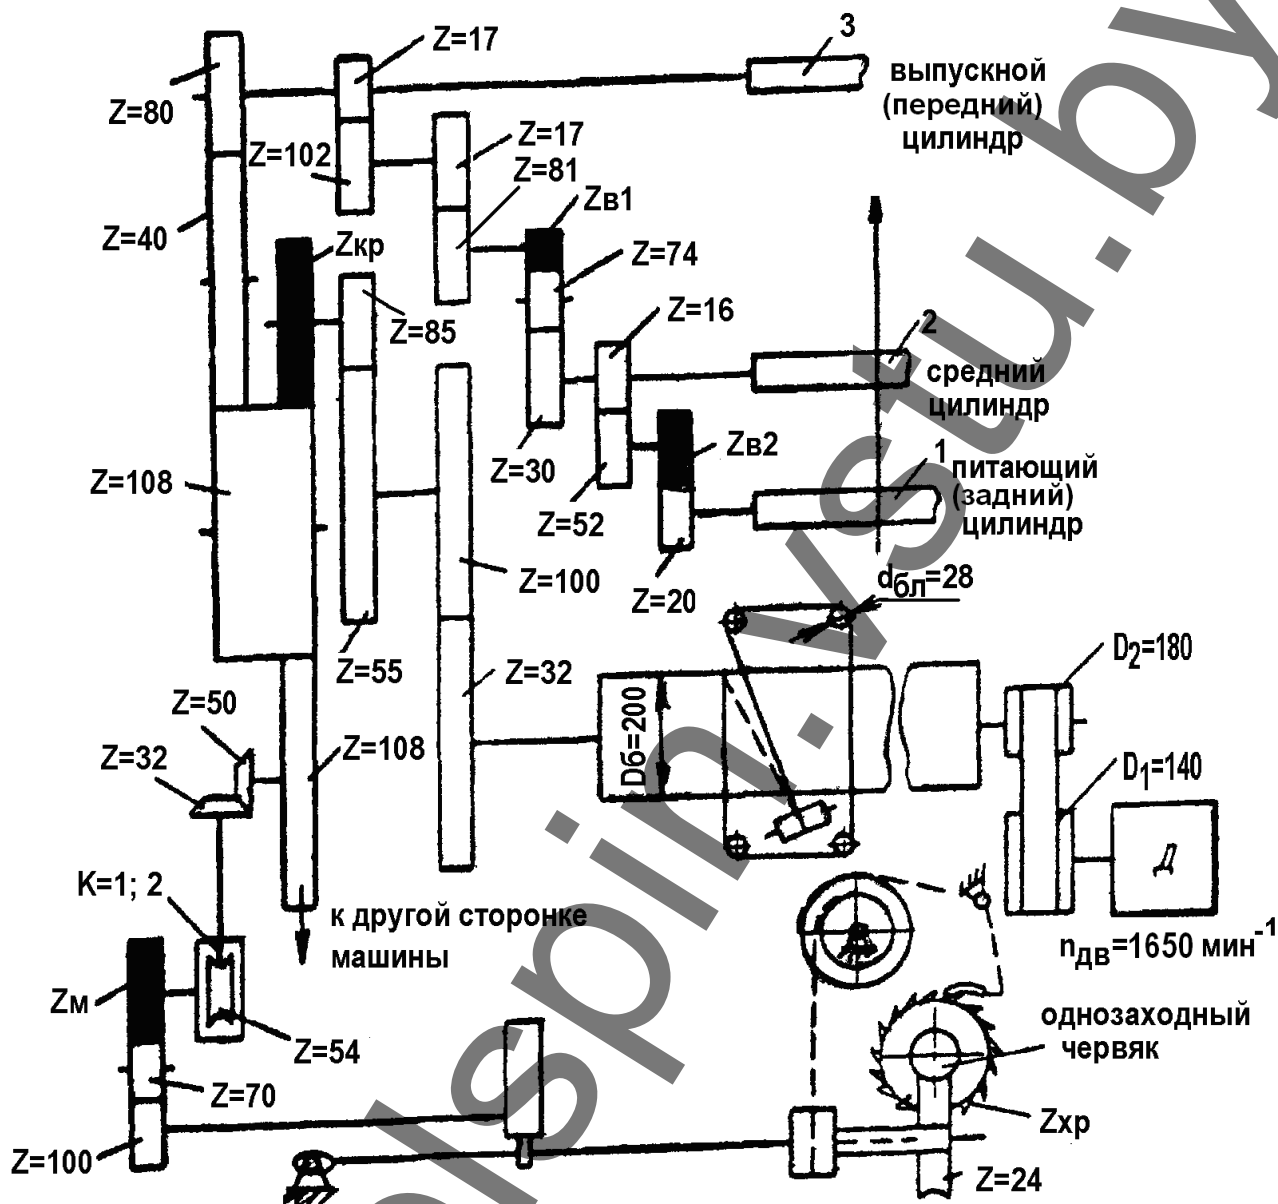 Z=17
3
Z=80
выпускной
(передний)
цилиндр
Z=102
Z=17
Z=81
Zв1
Z=40
Zкр
Z=74
Z=85
Z=16
2
средний
цилиндр
Z=108
Z=30
Zв2
1
питающий
(задний)
цилиндр
Z=52
Z=100
Z=20
dбл=28
Z=55
Z=32
D2=180
Z=50
Z=32
Z=108
Dб=200
D1=140
Д
K=1; 2
к другой сторонке
машины
nдв=1650 мин-1
Zм
Z=54
однозаходный
червяк
Z=70
Zхр
Z=100
Z=24
olspin.vstu.by